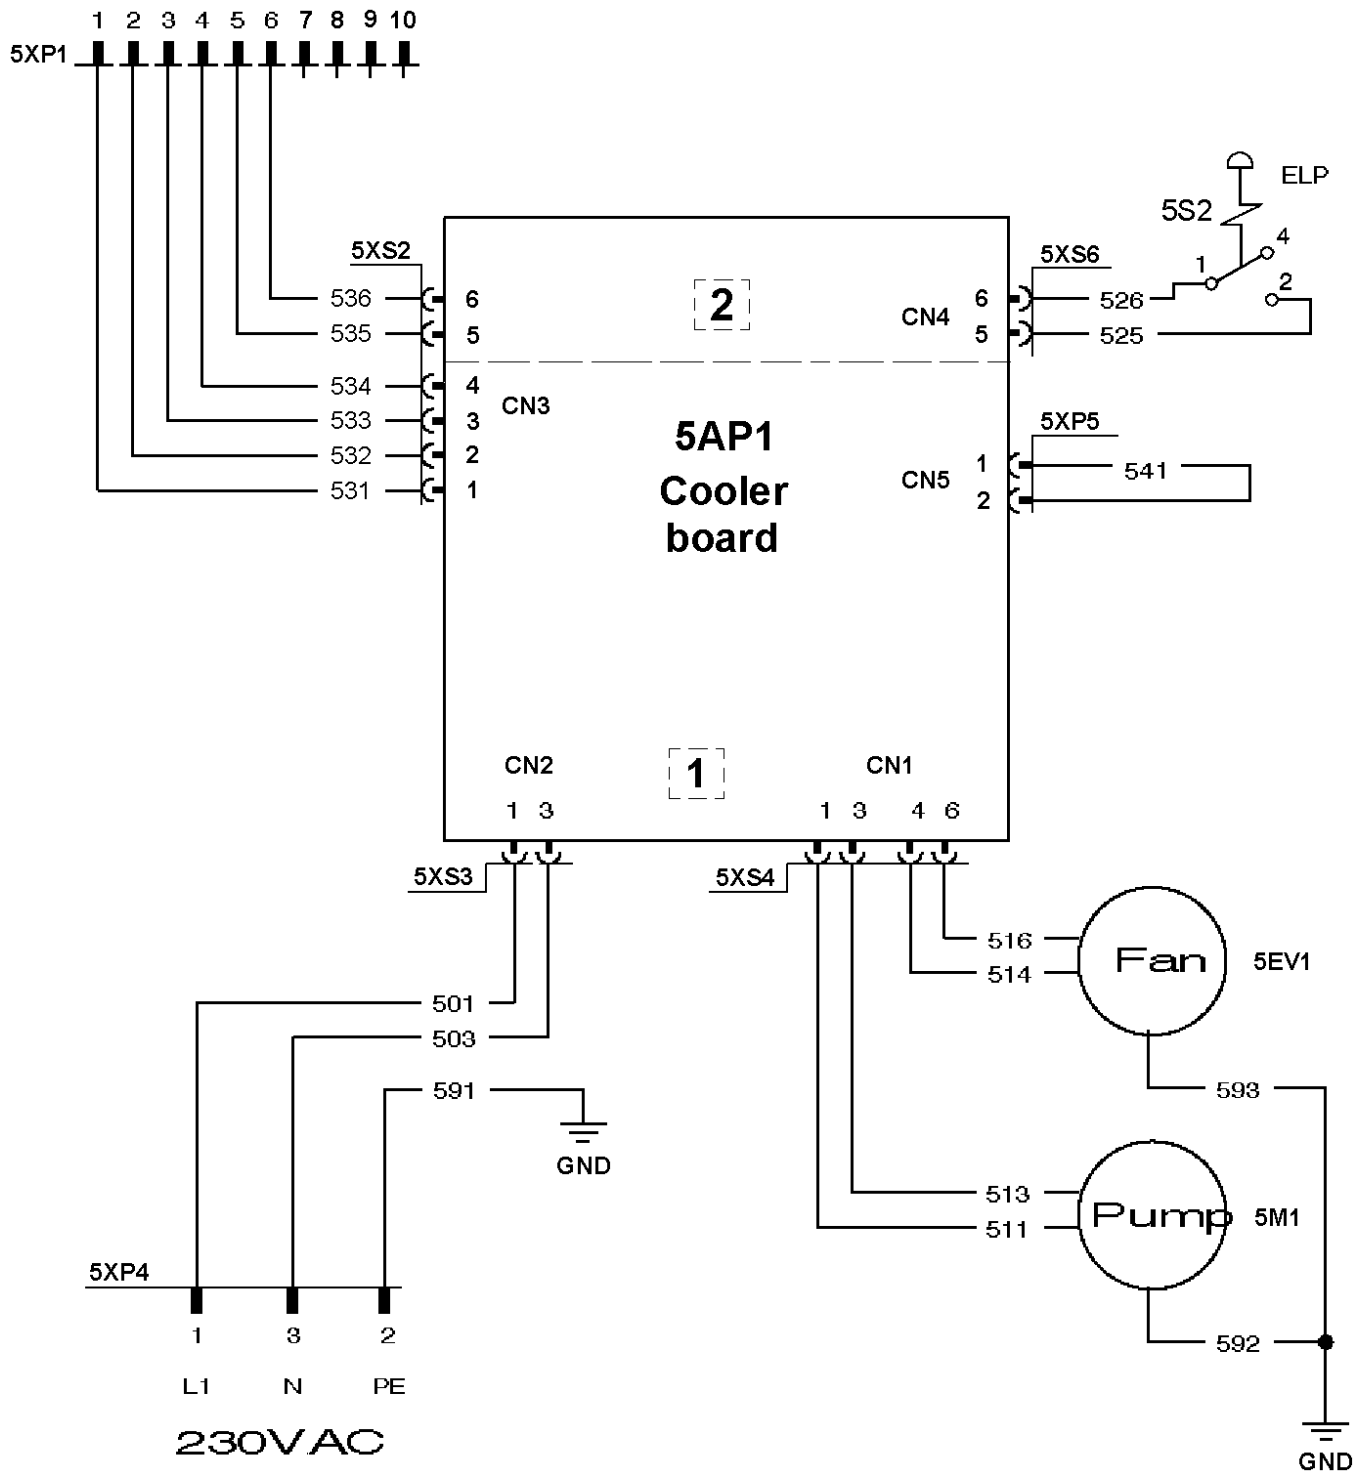 1 2 3 4 5 6 7 8 9 10
5XP1
ELP
5S2
4
1
2
5XS2
5XS6
536 6
2
CN4 6 526
535 5
5 525
534 4
CN3
533 3
532 2
531 1
5AP1
Cooler
board
5XP5
CN5
1 541
2
CN2
1
CN1
1 3
1 3 4 6
5XS3
5XS4
516
514
Fan
5EV1
501
503
591
GND
593
513
511
Pump
5M1
592
GND
5XP4
1 3 2
L1 N PE
230VAC